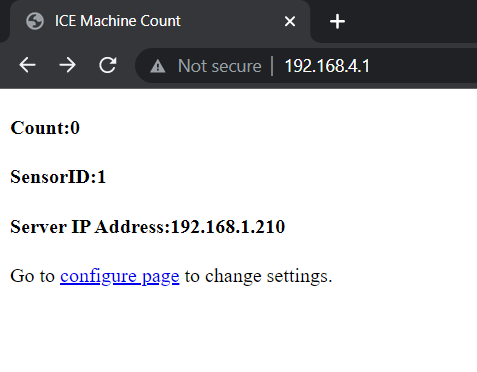 ICE Machine Count
Not secure | 192.168.4.1
Count:0
SensorID:1
Server IP Address:192.168.1.210
Go to configure page to change settings.